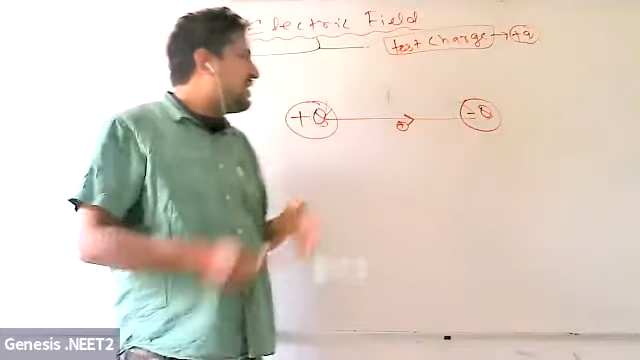 Electric Field
test charge → +q
+Q
-Q
+
Genesis .NEET2